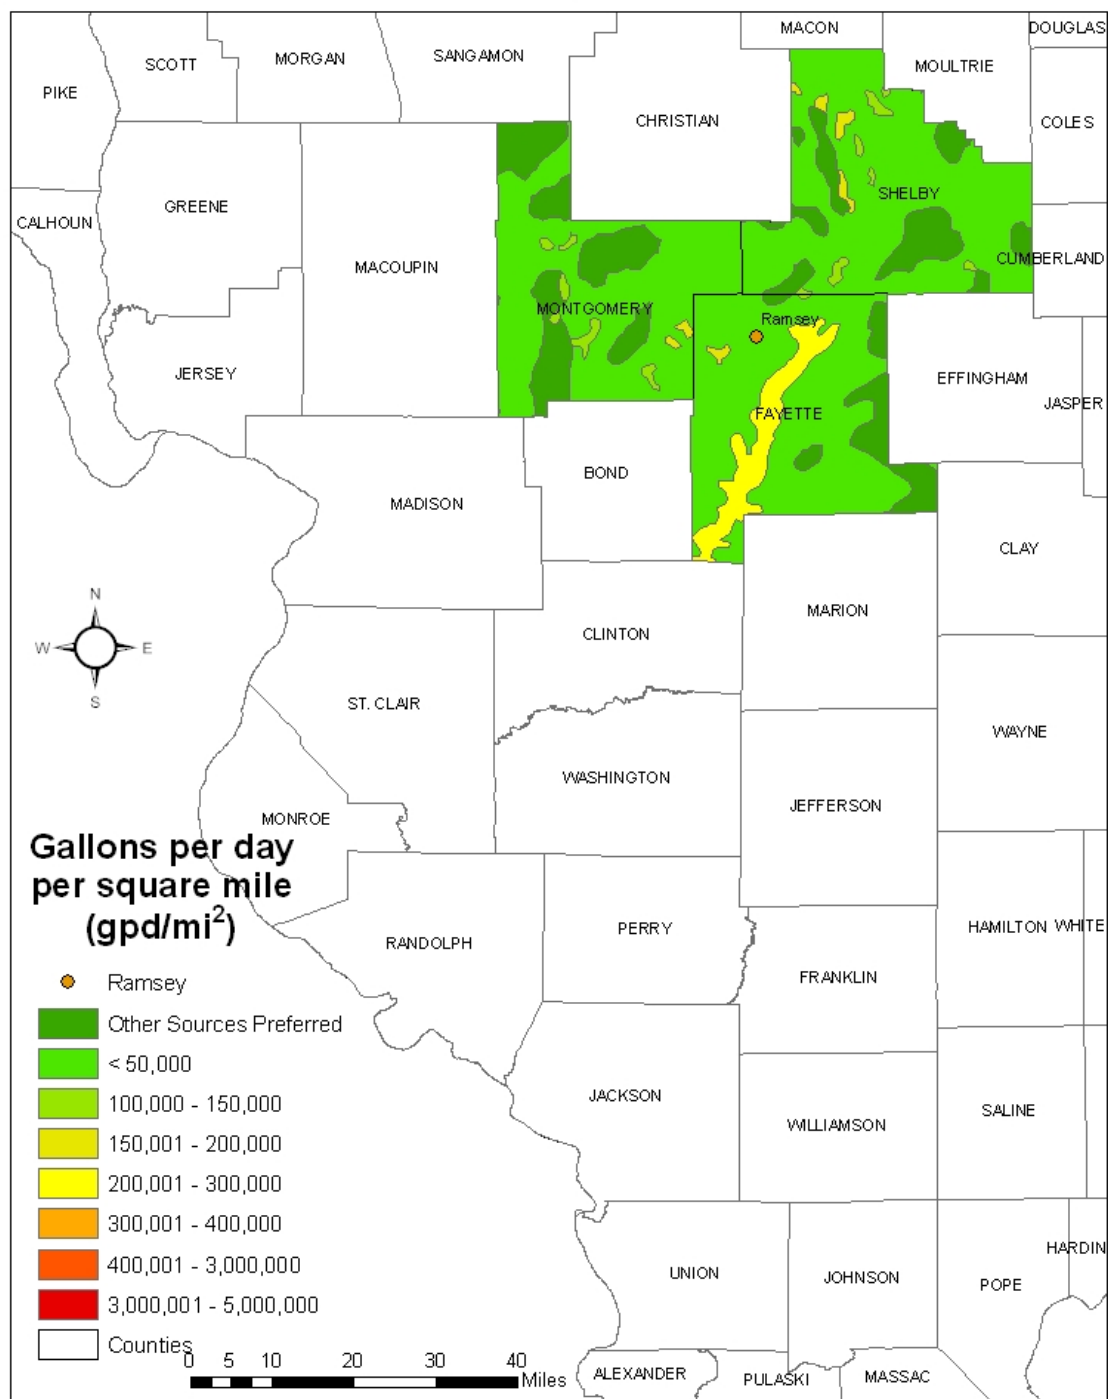 MACON
DOUGLAS
SCOTT
MORGAN
SANGAMON
MOULTRIE
PIKE
CHRISTIAN
COLES
SHELBY
GREENE
CALHOUN
MACOUPIN
CUMBERLAND
MONTGOMERY
Ramsey
JERSEY
EFFINGHAM
JASPER
FAYETTE
BOND
MADISON
CLAY
N
W E
S
MARION
CLINTON
ST. CLAIR
WAYNE
WASHINGTON
JEFFERSON
MONROE
PERRY
HAMILTON
WHITE
RANDOLPH
FRANKLIN
JACKSON
WILLIAMSON
SALINE
UNION
JOHNSON
POPE
HARDIN
ALEXANDER
PULASKI
MASSAC
Gallons per day
per square mile
(gpd/mi²)
Ramsey
Other Sources Preferred
< 50,000
100,000 - 150,000
150,001 - 200,000
200,001 - 300,000
300,001 - 400,000
400,001 - 3,000,000
3,000,001 - 5,000,000
Counties
0 5 10 20 30 40
Miles